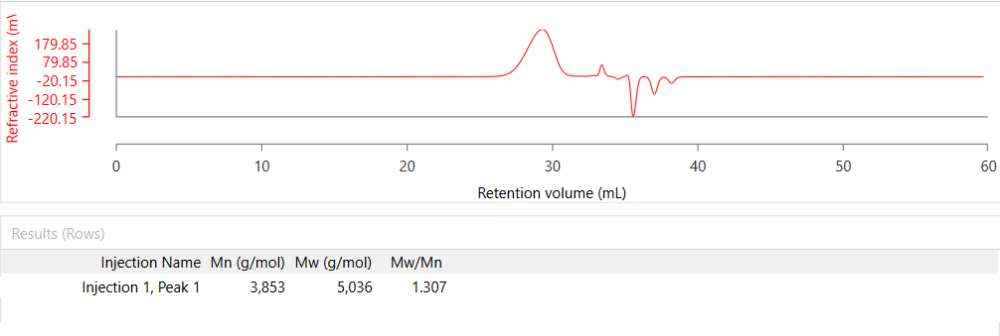 Refractive index (m\
179.85
79.85
-20.15
-120.15
-220.15
0 10 20 30 40 50 60
Retention volume (mL)
Results (Rows)
Injection Name Mn (g/mol) Mw (g/mol) Mw/Mn
Injection 1, Peak 1 3,853 5,036 1.307